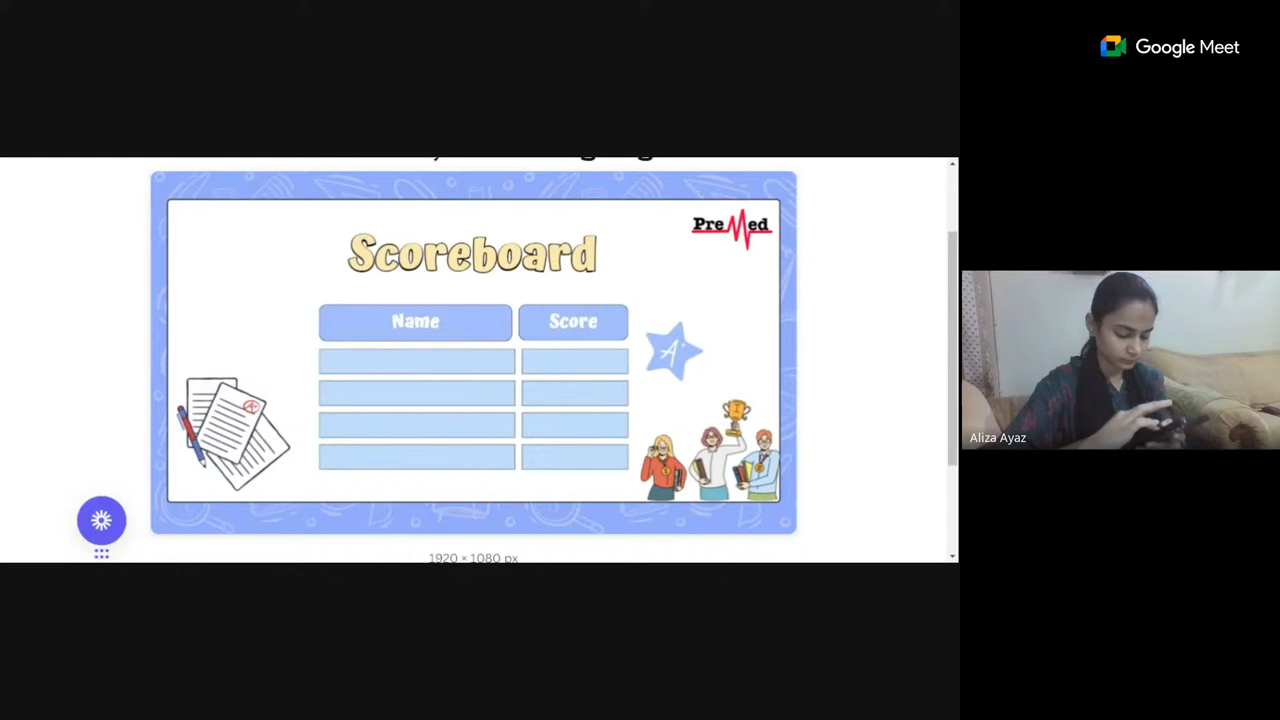 Google Meet
PreMed
Scoreboard
Name Score
A+
A+
Aliza Ayaz
1920 × 1080 px